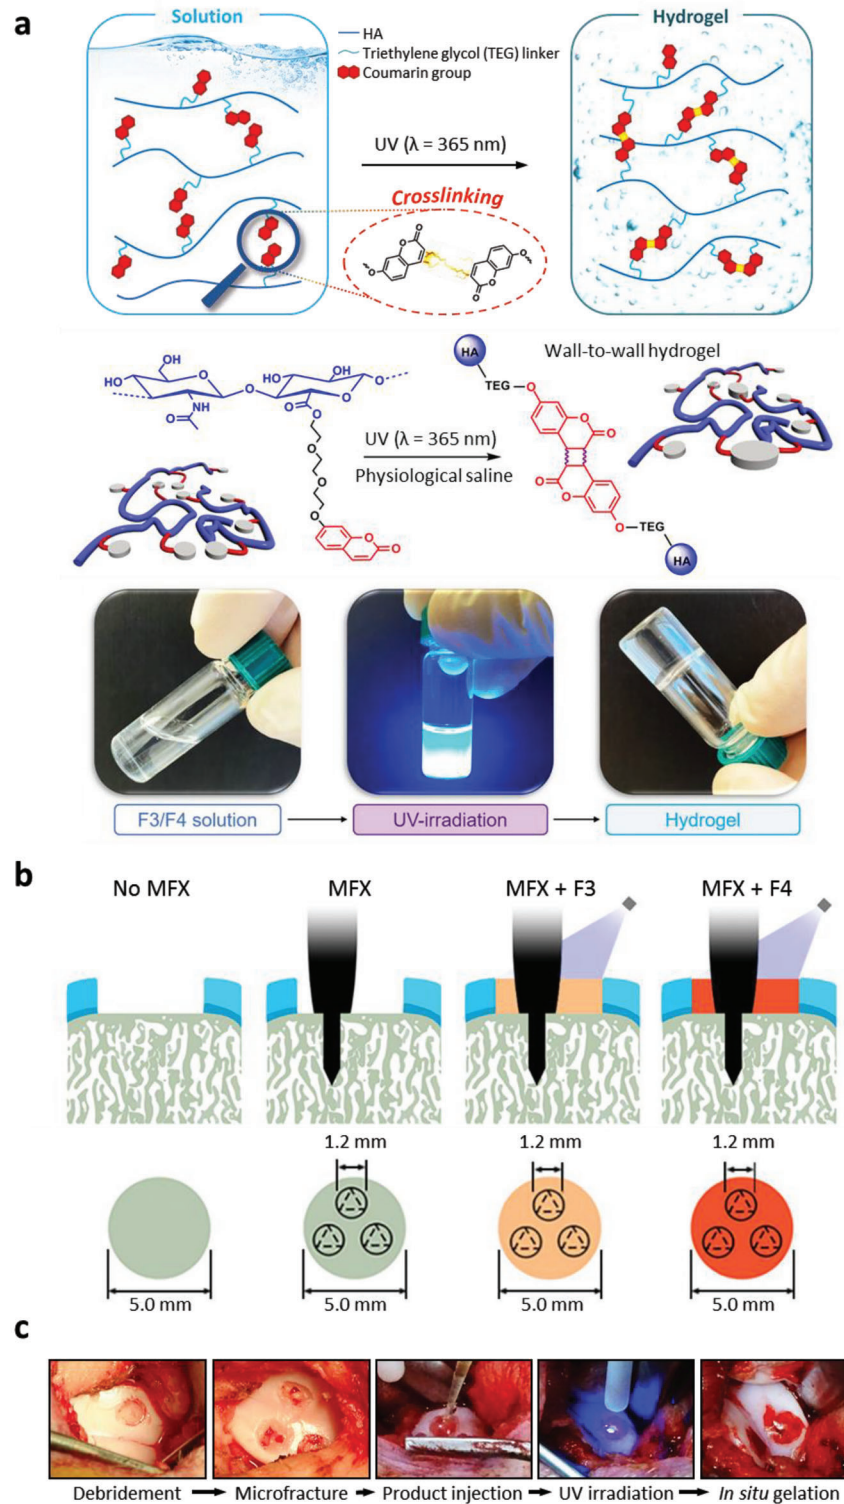 a
Solution
HA
Triethylene glycol (TEG) linker
Coumarin group
Hydrogel
UV (λ = 365 nm)
Crosslinking
O
O
O
O
O
O
OH
HO
O
NH
O
O
HO
OH
O
O
O
O
O
O
O
O
O
UV (λ = 365 nm)
Physiological saline
HA
TEG
O
O
O
O
O
O
TEG
HA
Wall-to-wall hydrogel
F3/F4 solution
UV-irradiation
Hydrogel
b
No MFX
MFX
MFX + F3
MFX + F4
1.2 mm
1.2 mm
1.2 mm
5.0 mm
5.0 mm
5.0 mm
5.0 mm
c
Debridement
Microfracture
Product injection
UV irradiation
In situ gelation